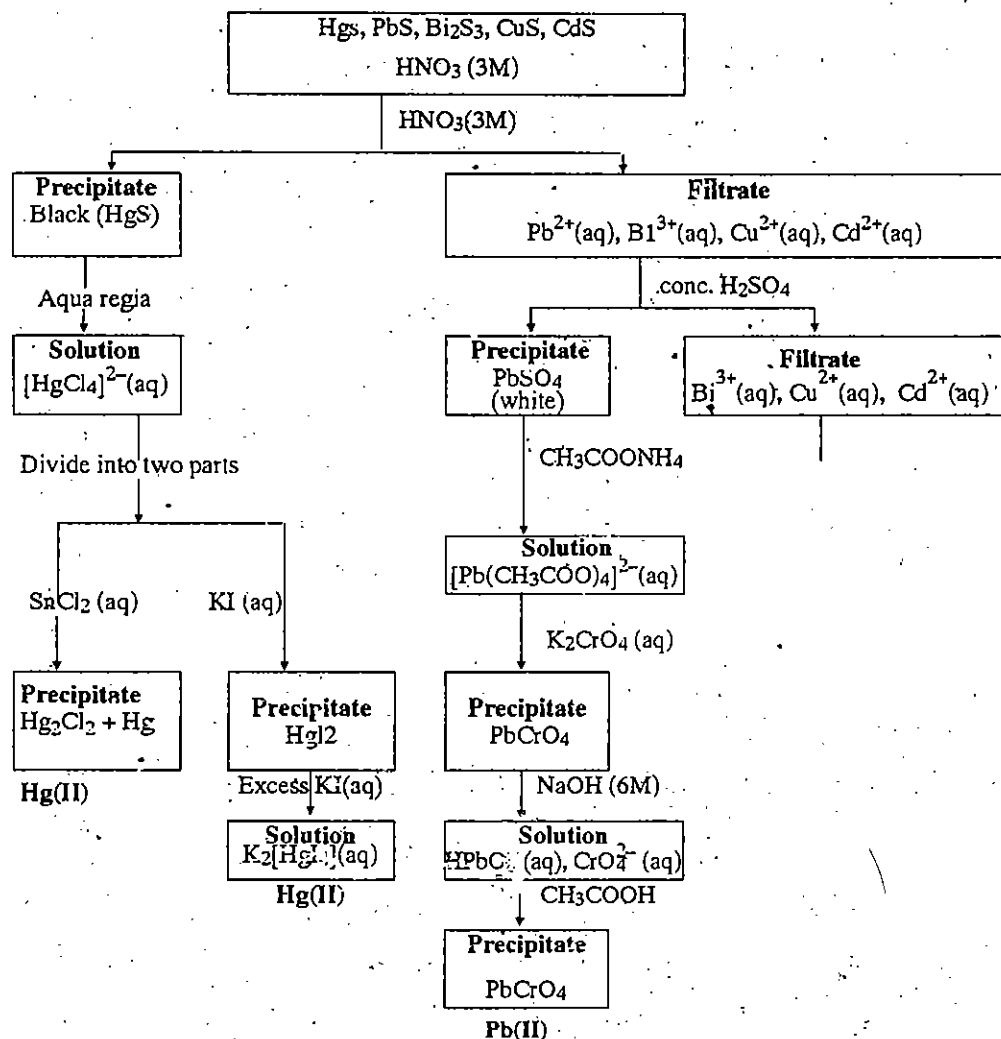 Hgs, PbS, Bi₂S₃, CuS, CdS
HNO₃ (3M)
HNO₃(3M)
Precipitate
Black (HgS)
Filtrate
Pb²⁺(aq), B1³⁺(aq), Cu²⁺(aq), Cd²⁺(aq)
Aqua regia
conc. H₂SO₄
Solution
[HgCl₄]²⁻(aq)
Precipitate
PbSO₄
(white)
Filtrate
Bi³⁺(aq), Cu²⁺(aq), Cd²⁺(aq)
Divide into two parts
CH₃COONH₄
Solution
[Pb(CH₃COO)₄]²⁻(aq)
SnCl₂ (aq)
KI (aq)
K₂CrO₄ (aq)
Precipitate
Hg₂Cl₂ + Hg
Hg(II)
Precipitate
HgI2
Precipitate
PbCrO₄
Excess KI(aq)
NaOH (6M)
Solution
(aq)
Hg(II)
Solution
(aq), CrO₄²⁻ (aq)
CH₃COOH
Precipitate
PbCrO₄
Pb(II)